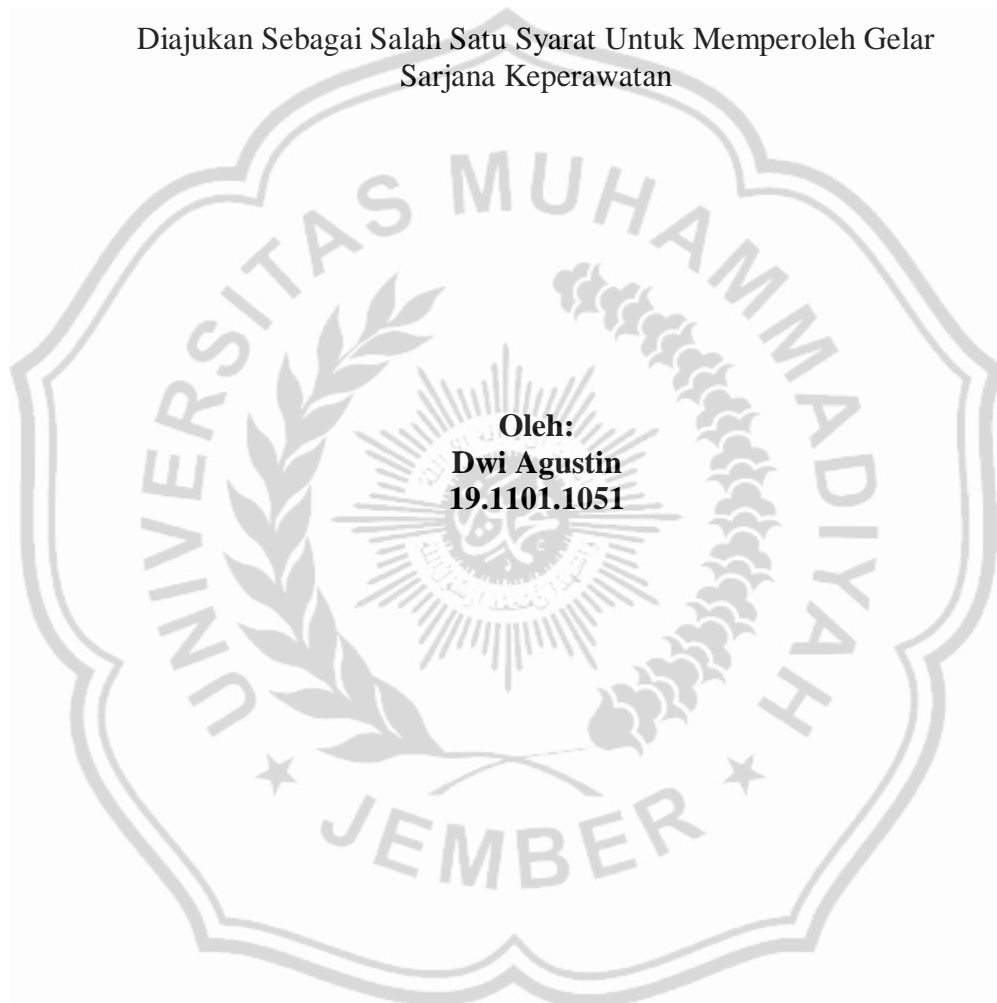 Diajukan Sebagai Salah Satu Syarat Untuk Memperoleh Gelar
Sarjana Keperawatan
UNIVERSITAS MUHAMMADIYAH
Oleh:
Dwi Agustin
19.1101.1051
JEMBER